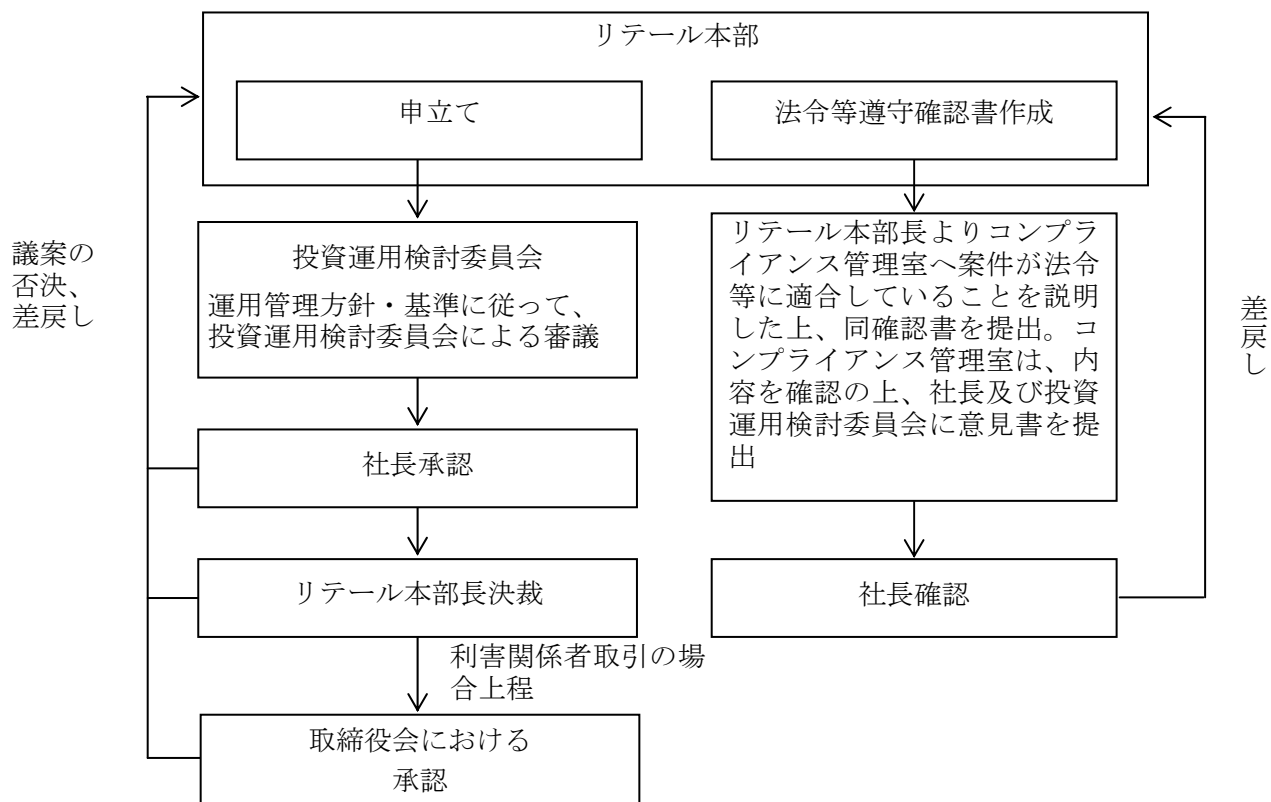 リテール本部
申立て
法令等遵守確認書作成
議案の
否決、
差戻し
投資運用検討委員会
運用管理方針・基準に従って、
投資運用検討委員会による審議
リテール本部長よりコンプラ
イアンス管理室へ案件が法令
等に適合していることを説明
した上、同確認書を提出。コ
ンプライアンス管理室は、内
容を確認の上、社長及び投資
運用検討委員会に意見書を提
出
差戻し
社長承認
リテール本部長決裁
社長確認
利害関係者取引の場
合上程
取締役会における
承認